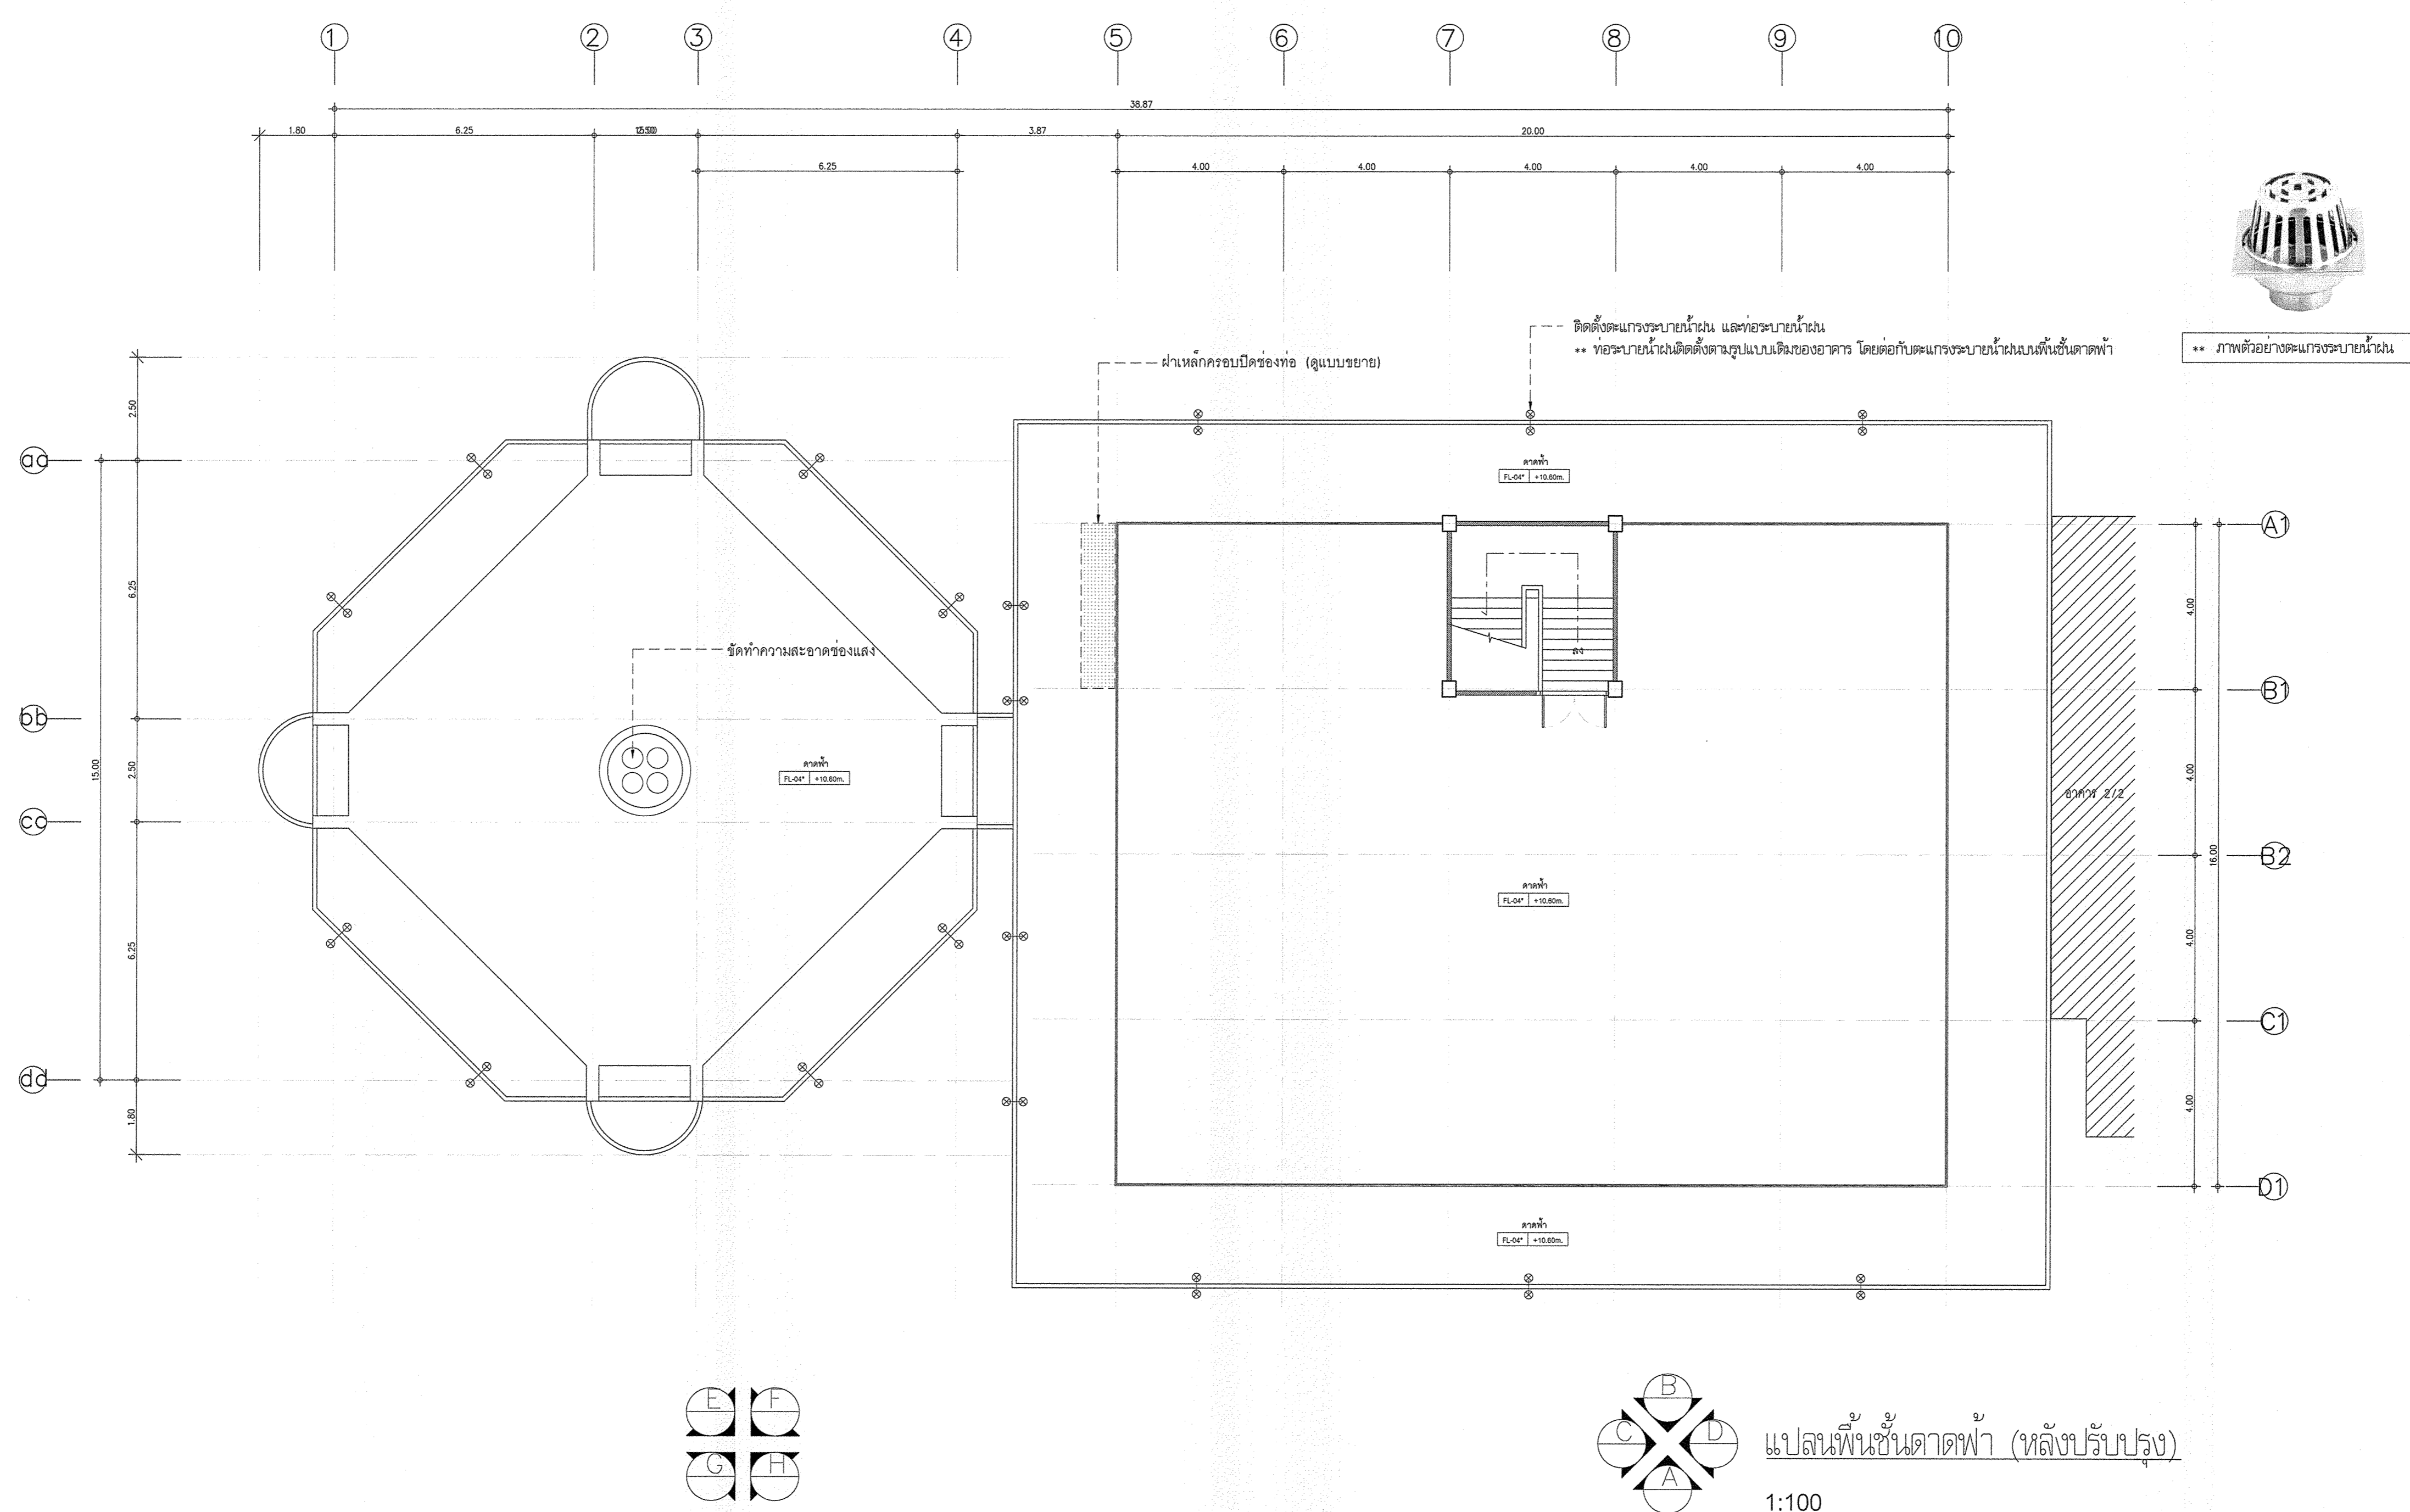 1 2 3 4 5 6 7 8 9 10
38.87
1.80 6.25 3.87 20.00
6.25 4.00 4.00 4.00 4.00 4.00
ติดตั้งตะแกรงระบายน้ำฝน และท่อระบายน้ำฝน
** ท่อระบายน้ำฝนติดตั้งตามรูปแบบเดิมของอาคาร โดยต่อกับตะแกรงระบายน้ำฝนบนพื้นชั้นดาดฟ้า
** ภาพตัวอย่างตะแกรงระบายน้ำฝน
ฝาเหล็กครอบปิดช่องท่อ (ดูแบบขยาย)
2.50
aa
ดาดฟ้า
FL-04* +10.60m.
A1
6.25
4.00
ขัดทำความสะอาดช่องแสง
ลง
B1
bb
15.00
2.50
ดาดฟ้า
FL-04* +10.60m.
4.00
อาคาร 2/2
cc
16.00
B2
ดาดฟ้า
FL-04* +10.60m.
6.25
4.00
C1
dd
1.80
4.00
D1
ดาดฟ้า
FL-04* +10.60m.
E F
G H
B
C D
A
แปลนพื้นชั้นดาดฟ้า (หลังปรับปรุง)
1:100